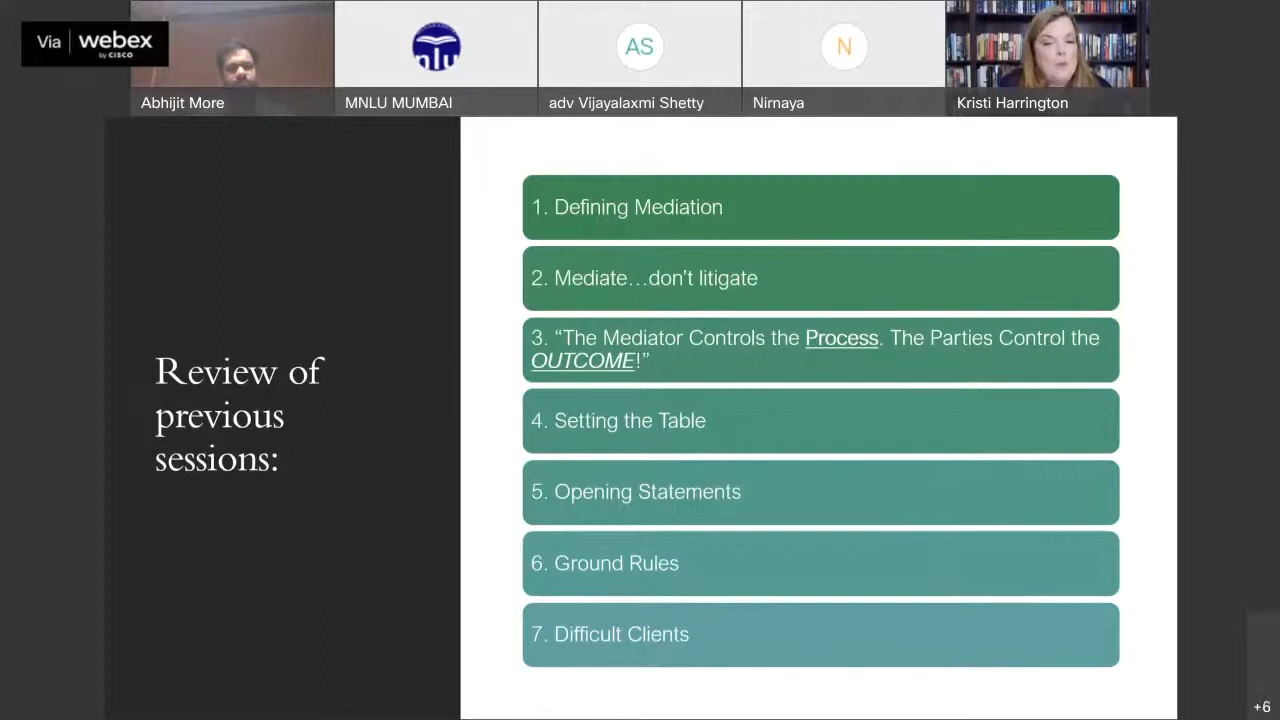 Via webex
by CISCO
nlu
AS
N
Abhijit More
MNLU MUMBAI
adv Vijayalaxmi Shetty
Nirnaya
Kristi Harrington
Review of
previous
sessions:
1. Defining Mediation
2. Mediate…don’t litigate
3. “The Mediator Controls the Process. The Parties Control the
OUTCOME!”
4. Setting the Table
5. Opening Statements
6. Ground Rules
7. Difficult Clients
+6